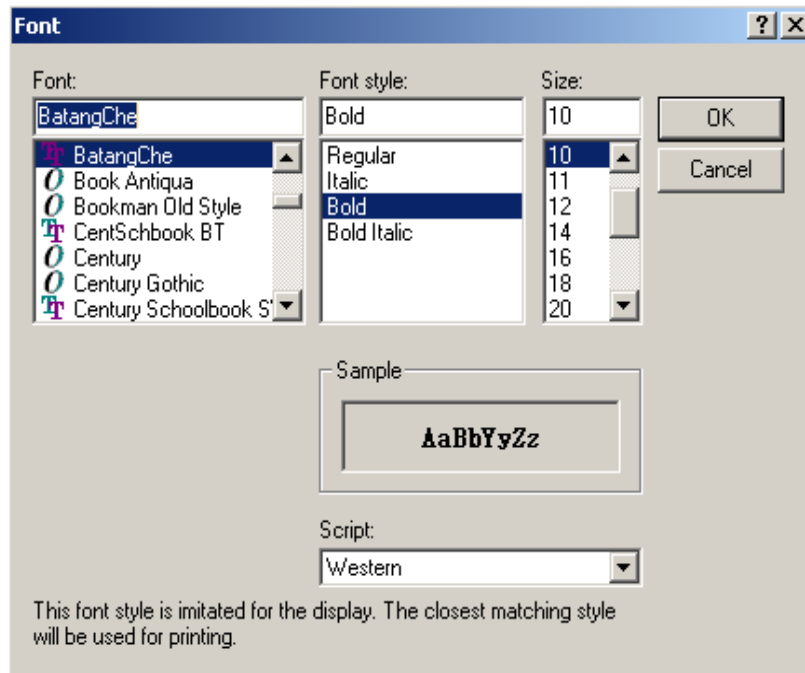 Font
Font:
BatangChe
BatangChe
Book Antiqua
Bookman Old Style
CentSchbook BT
Century
Century Gothic
Century Schoolbook S
Font style:
Bold
Regular
Italic
Bold
Bold Italic
Size:
10
10
11
12
14
16
18
20
OK
Cancel
Sample
AaBbYyZz
Script:
Western
This font style is imitated for the display. The closest matching style
will be used for printing.